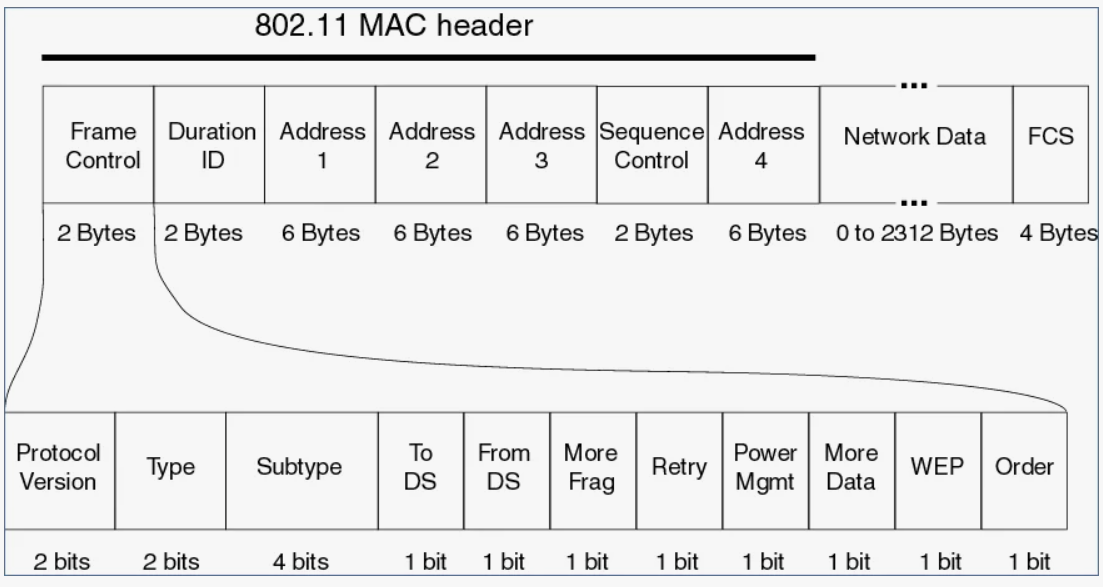 802.11 MAC header
...
Frame Duration Address Address Address Sequence Address Network Data FCS
Control ID 1 2 3 Control 4
...
2 Bytes 2 Bytes 6 Bytes 6 Bytes 6 Bytes 2 Bytes 6 Bytes 0 to 2312 Bytes 4 Bytes
Protocol Type Subtype To From More Retry Power More WEP Order
Version DS DS Frag Mgmt Data
2 bits 2 bits 4 bits 1 bit 1 bit 1 bit 1 bit 1 bit 1 bit 1 bit 1 bit